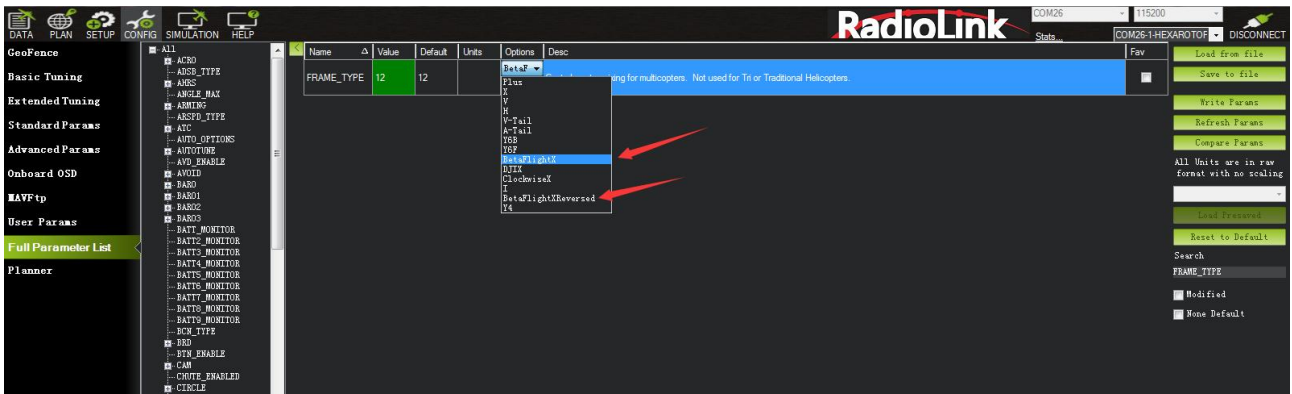 RadioLink
COM26
115200
Stats...
COM26-1-HEXAROTOF
DISCONNECT
DATA
PLAN
SETUP
CONFIG
SIMULATION
HELP
GeoFence
Basic Tuning
Extended Tuning
Standard Params
Advanced Params
Onboard OSD
MAVFtp
User Params
Full Parameter List
Planner
All
ACRO
ADSB_TYPE
AHRS
ANGLE_MAX
ARMING
ARSPD_TYPE
ATC
AUTO_OPTIONS
AUTOTUNE
AVD_ENABLE
AVOID
BARO
BARO1
BARO2
BARO3
BATT_MONITOR
BATT2_MONITOR
BATT3_MONITOR
BATT4_MONITOR
BATT5_MONITOR
BATT6_MONITOR
BATT7_MONITOR
BATT8_MONITOR
BATT9_MONITOR
BCN_TYPE
BRD
BTN_ENABLE
CAM
CHUTE_ENABLED
CIRCLE
Name Value Default Units Options Desc Fav
FRAME_TYPE 12 12 BetaF
for multicopters. Not used for Tri or Traditional Helicopters.
Plus
X
V
H
V-Tail
A-Tail
Y6B
Y6F
BetaFlightX
DJIX
ClockwiseX
I
BetaFlightXReversed
Y4
Load from file
Save to file
Write Params
Refresh Params
Compare Params
All Units are in raw
format with no scaling
Load Presaved
Reset to Default
Search
FRAME_TYPE
Modified
None Default